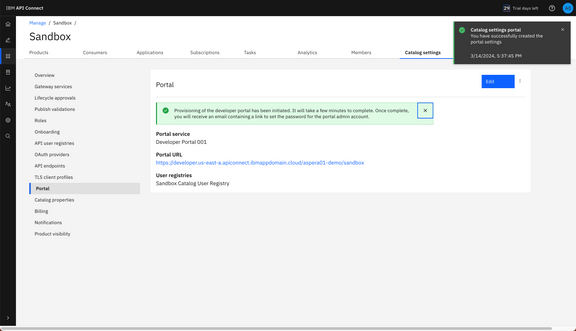 IBM API Connect
29 Trial days left
Manage / Sandbox /
Sandbox
Products Consumers Applications Subscriptions Tasks Analytics Members Catalog settings
Catalog settings portal
You have successfully created the
portal settings
3/14/2024, 5:37:45 PM
Overview
Gateway services
Lifecycle approvals
Publish validations
Roles
Onboarding
API user registries
OAuth providers
API endpoints
TLS client profiles
Portal
Catalog properties
Billing
Notifications
Product visibility
Portal
Edit
Provisioning of the developer portal has been initiated. It will take a few minutes to complete. Once complete,
you will receive an email containing a link to set the password for the portal admin account.
Portal service
Developer Portal 001
Portal URL
https://developer.us-east-a.apiconnect.ibmappdomain.cloud/aspera01-demo/sandbox
User registries
Sandbox Catalog User Registry